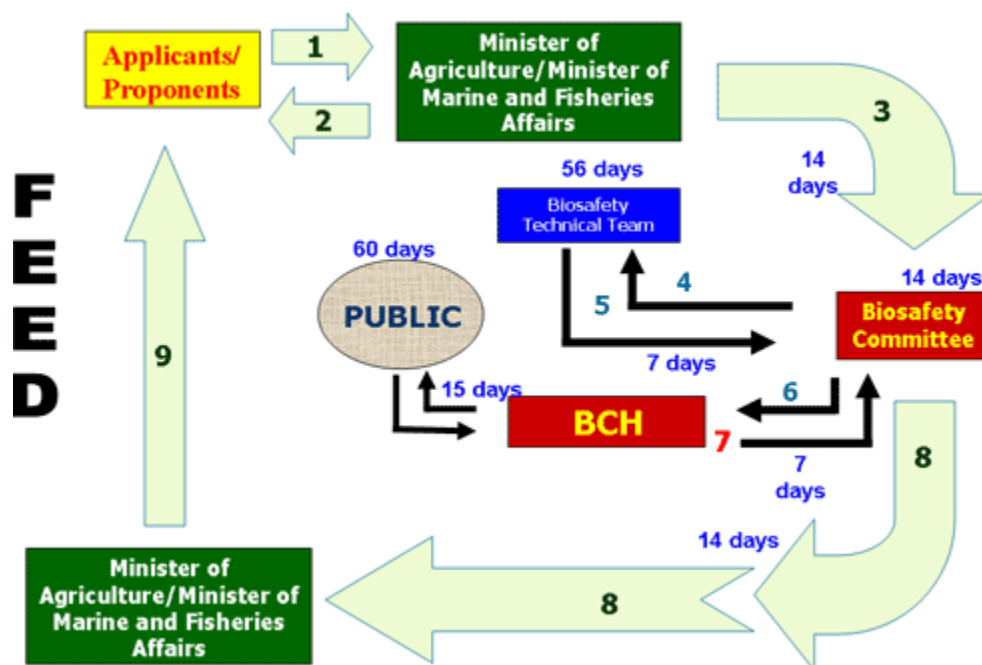 Applicants/
Proponents
1
2
Minister of
Agriculture/Minister of
Marine and Fisheries
Affairs
3
14
days
FEED
56 days
Biosafety
Technical Team
60 days
PUBLIC
4
5
7 days
14 days
Biosafety
Committee
15 days
6
BCH
7
7
days
8
9
14 days
8
Minister of
Agriculture/Minister of
Marine and Fisheries
Affairs